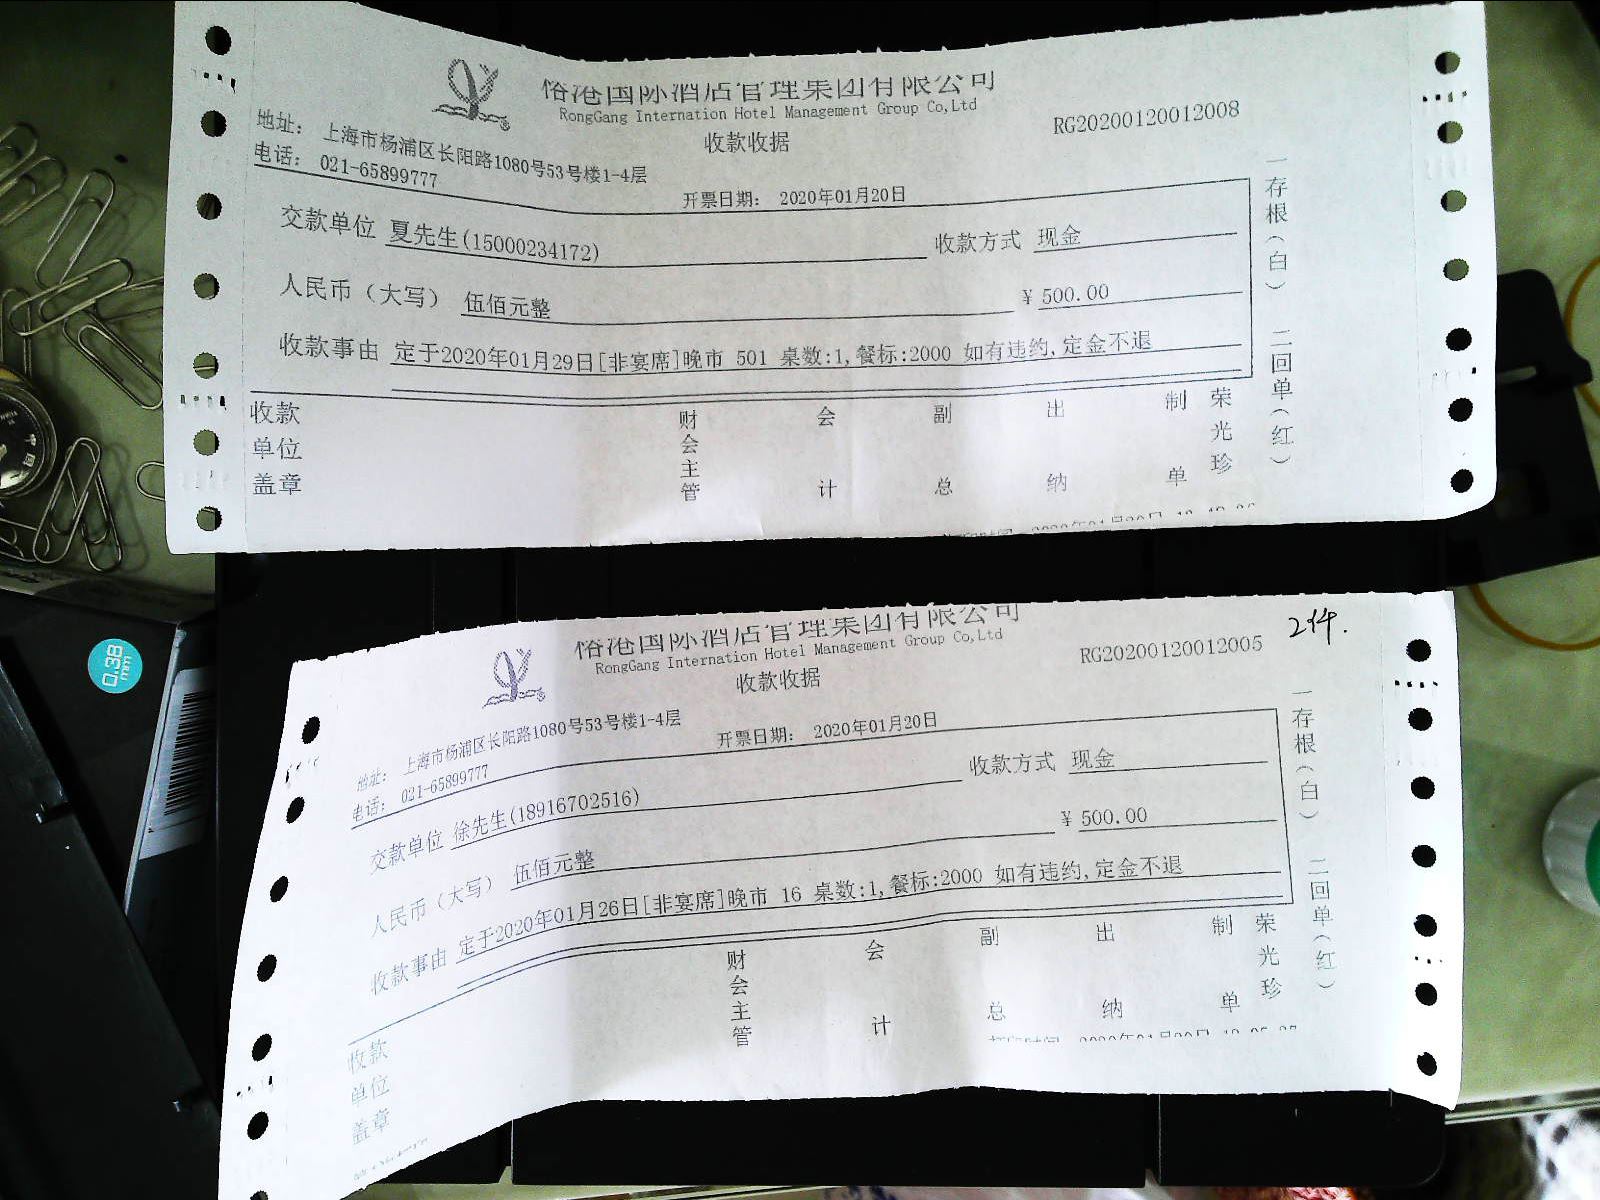 裕港国际酒店管理集团有限公司
RongGang Internation Hotel Management Group Co,Ltd
RG20200120012008
收款收据
地址： 上海市杨浦区长阳路1080号53号楼1-4层
电话： 021-65899777
开票日期： 2020年01月20日
交款单位 夏先生(15000234172) 收款方式 现金
人民币（大写） 伍佰元整 ¥ 500.00
收款事由 定于2020年01月29日[非宴席]晚市 501 桌数:1,餐标:2000 如有违约,定金不退
收款单位盖章 财会主管 会计 副总 出纳 制单 荣光珍
一存根（白） 二回单（红）
裕港国际酒店管理集团有限公司
RongGang Internation Hotel Management Group Co,Ltd
RG20200120012005
收款收据
地址： 上海市杨浦区长阳路1080号53号楼1-4层
电话： 021-65899777
开票日期： 2020年01月20日
交款单位 徐先生(18916702516) 收款方式 现金
人民币（大写） 伍佰元整 ¥ 500.00
收款事由 定于2020年01月26日[非宴席]晚市 16 桌数:1,餐标:2000 如有违约,定金不退
收款单位盖章 财会主管 会计 副总 出纳 制单 荣光珍
一存根（白） 二回单（红）
0.38
mm